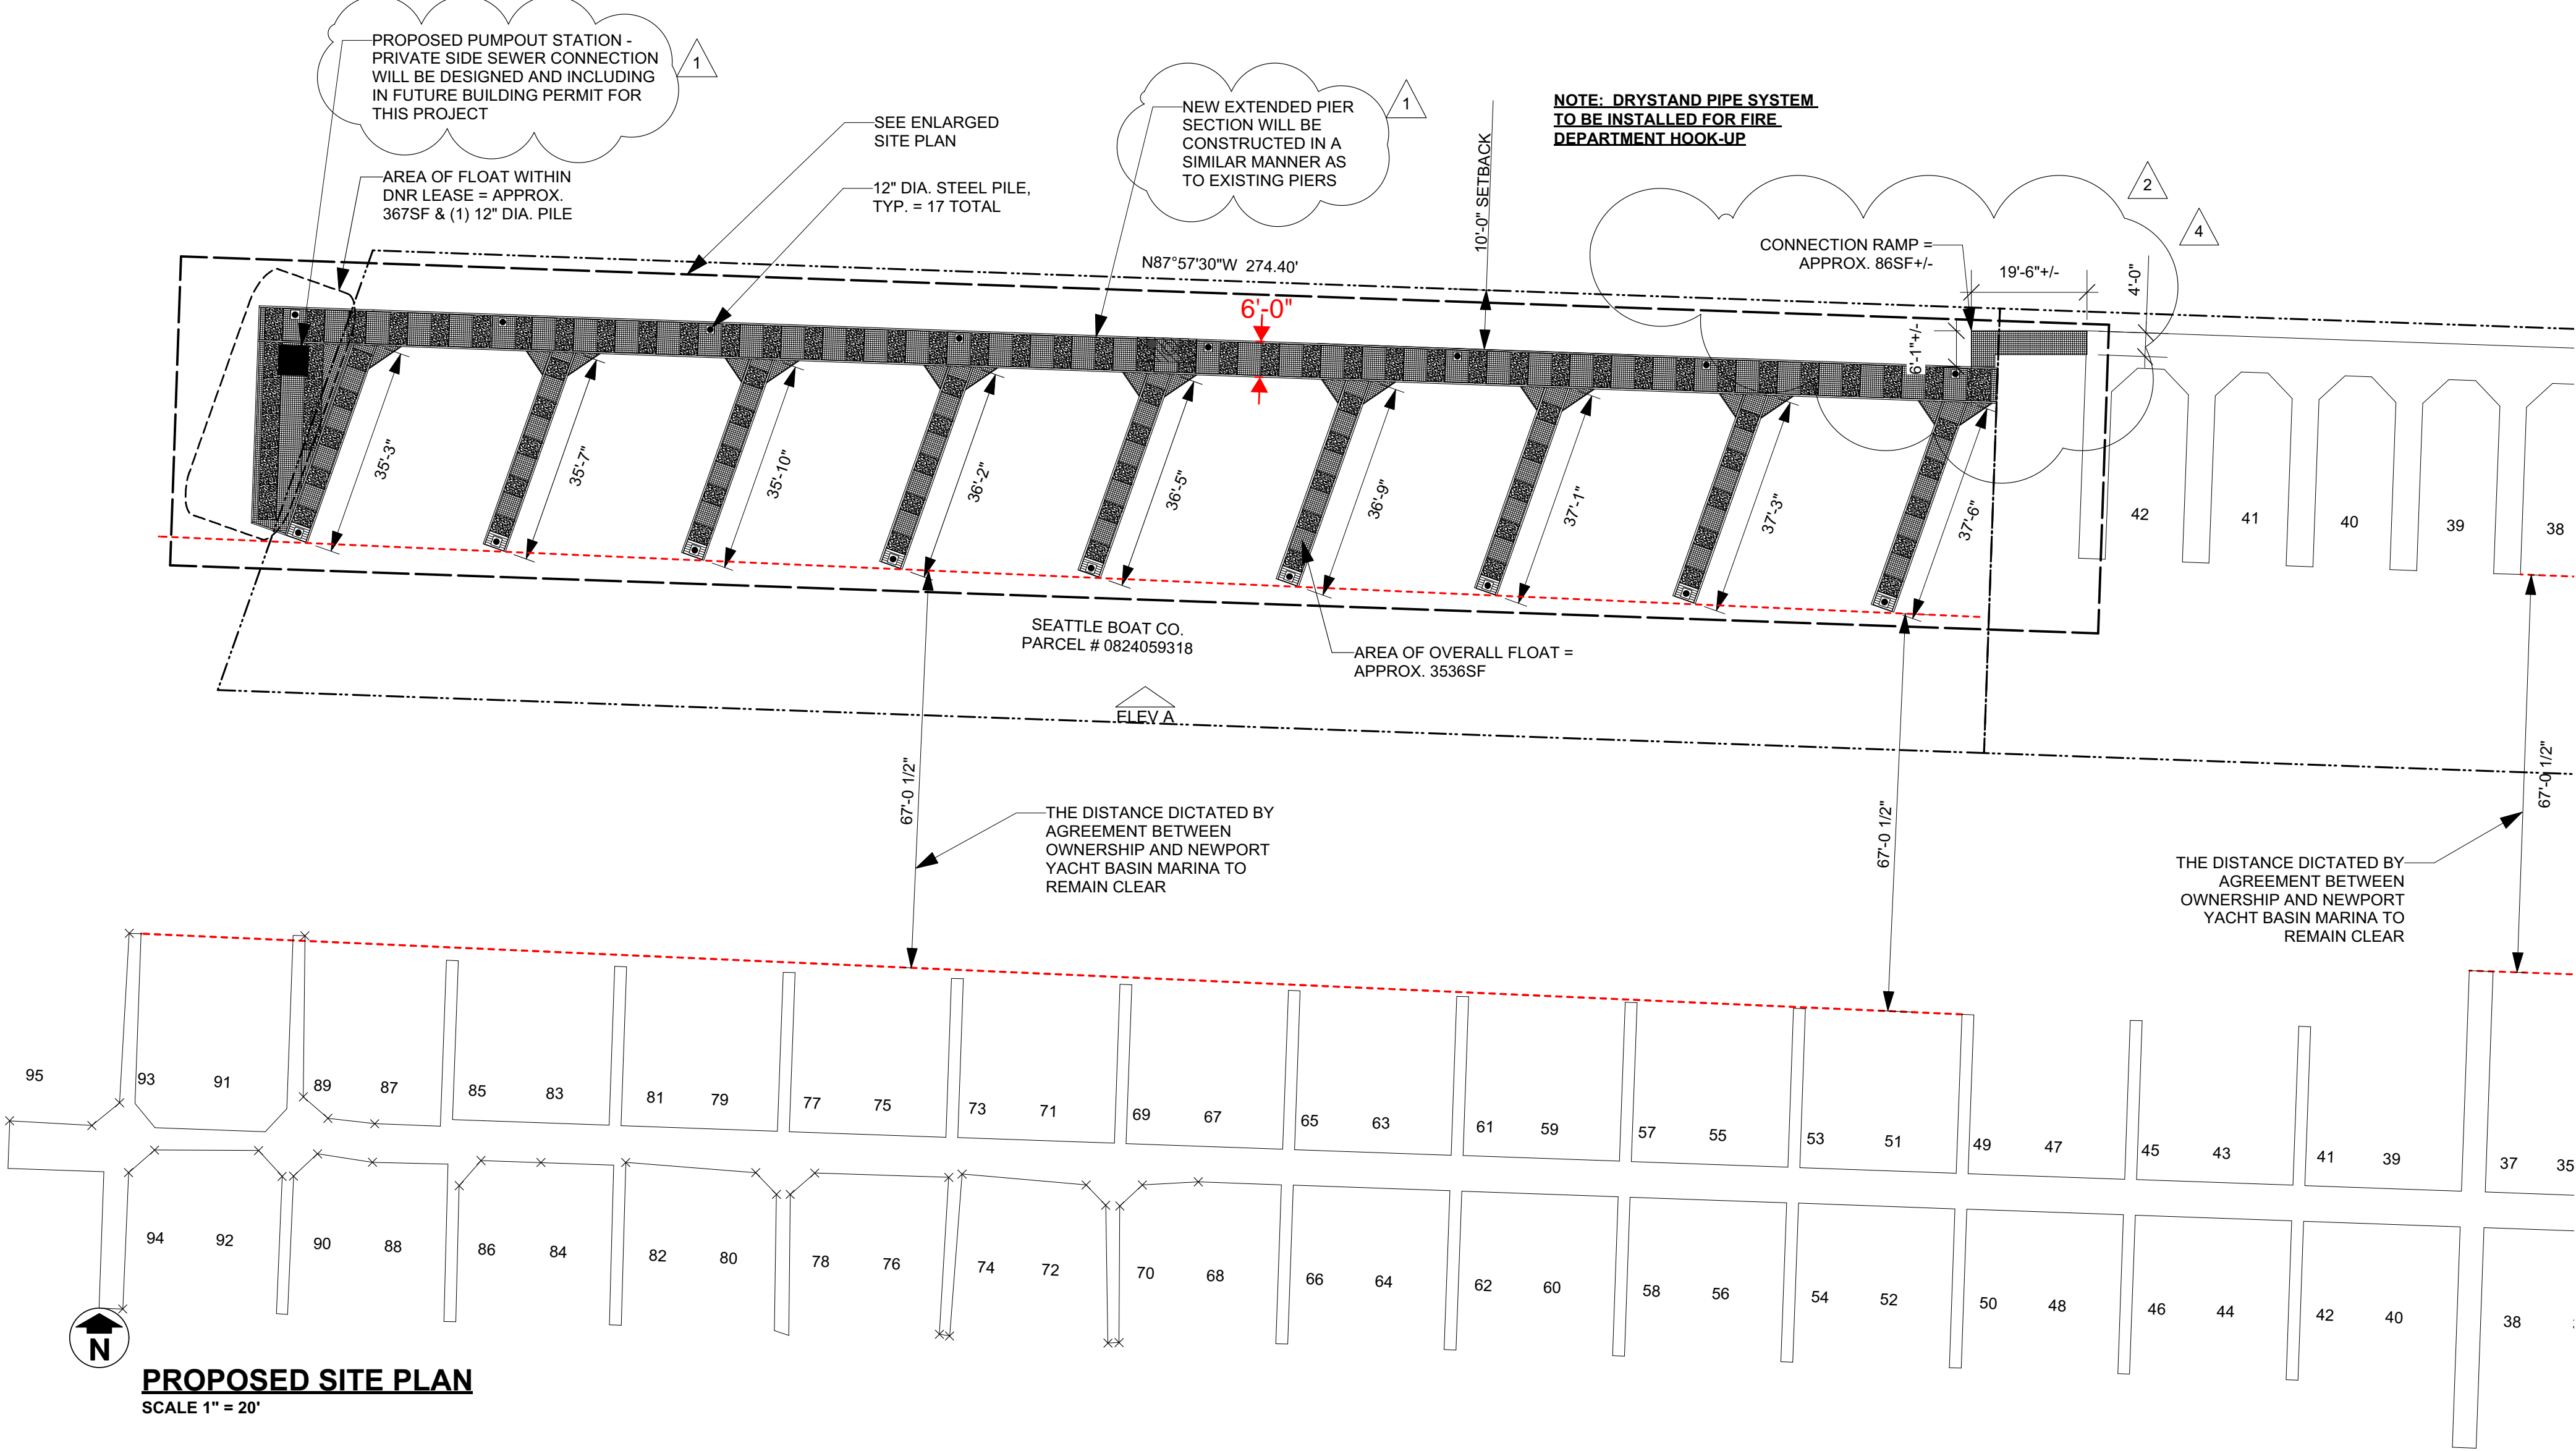 PROPOSED PUMPOUT STATION -
PRIVATE SIDE SEWER CONNECTION
WILL BE DESIGNED AND INCLUDING
IN FUTURE BUILDING PERMIT FOR
THIS PROJECT
1
AREA OF FLOAT WITHIN
DNR LEASE = APPROX.
367SF & (1) 12" DIA. PILE
SEE ENLARGED
SITE PLAN
12" DIA. STEEL PILE,
TYP. = 17 TOTAL
NEW EXTENDED PIER
SECTION WILL BE
CONSTRUCTED IN A
SIMILAR MANNER AS
TO EXISTING PIERS
1
10'-0" SETBACK
NOTE: DRYSTAND PIPE SYSTEM
TO BE INSTALLED FOR FIRE
DEPARTMENT HOOK-UP
2
4
CONNECTION RAMP =
APPROX. 86SF+/-
19'-6"+/-
4'-0"
6'-1"+/-
N87°57'30"W 274.40'
6'-0"
35'-3"
35'-7"
35'-10"
36'-2"
36'-5"
36'-9"
37'-1"
37'-3"
37'-6"
42
41
40
39
38
SEATTLE BOAT CO.
PARCEL # 0824059318
AREA OF OVERALL FLOAT =
APPROX. 3536SF
ELEV A
67'-0 1/2"
THE DISTANCE DICTATED BY
AGREEMENT BETWEEN
OWNERSHIP AND NEWPORT
YACHT BASIN MARINA TO
REMAIN CLEAR
67'-0 1/2"
THE DISTANCE DICTATED BY
AGREEMENT BETWEEN
OWNERSHIP AND NEWPORT
YACHT BASIN MARINA TO
REMAIN CLEAR
67'-0 1/2"
95
93
91
89
87
85
83
81
79
77
75
73
71
69
67
65
63
61
59
57
55
53
51
49
47
45
43
41
39
37
35
94
92
90
88
86
84
82
80
78
76
74
72
70
68
66
64
62
60
58
56
54
52
50
48
46
44
42
40
38
N
PROPOSED SITE PLAN
SCALE 1" = 20'